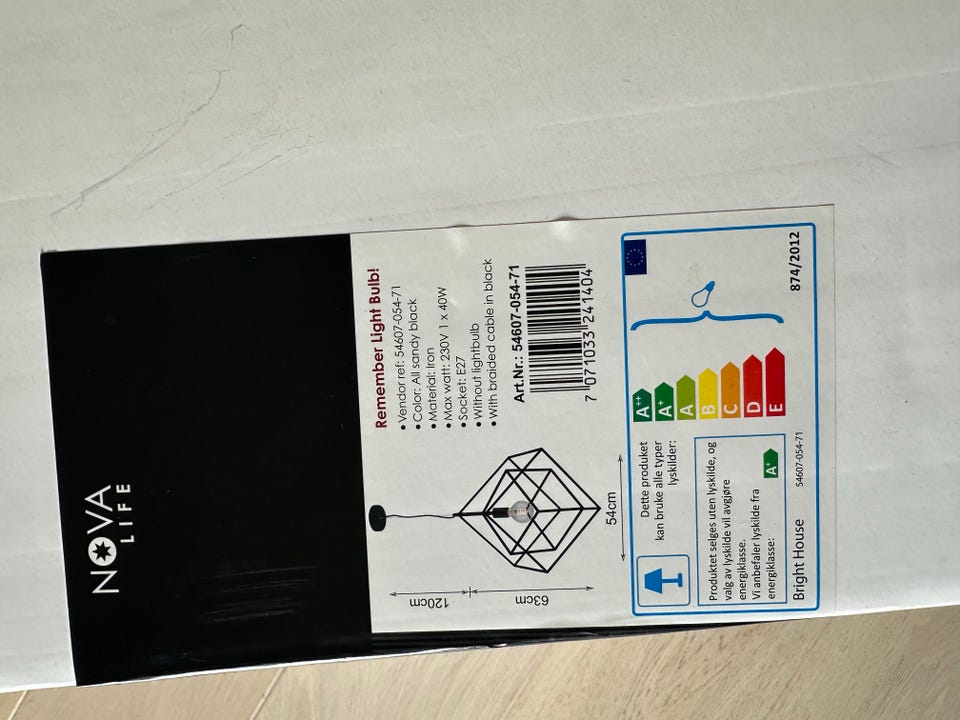 NOVA
LIFE
Remember Light Bulb!
• Vendor ref: 54607-054-71
• Color: All sandy black
• Material: Iron
• Max watt: 230V 1 x 40W
• Socket: E27
• Without lightbulb
• With braided cable in black
Art.Nr.: 54607-054-71
7 071033 241404
120cm
63cm
54cm
Dette produket
kan bruke alle typer
lyskilder:
A++
A+
A
B
C
D
E
Produktet selges uten lyskilde, og
valg av lyskilde vil avgjøre
energiklasse.
Vi anbefaler lyskilde fra
energiklasse:
A+
Bright House
54607-054-71
874/2012